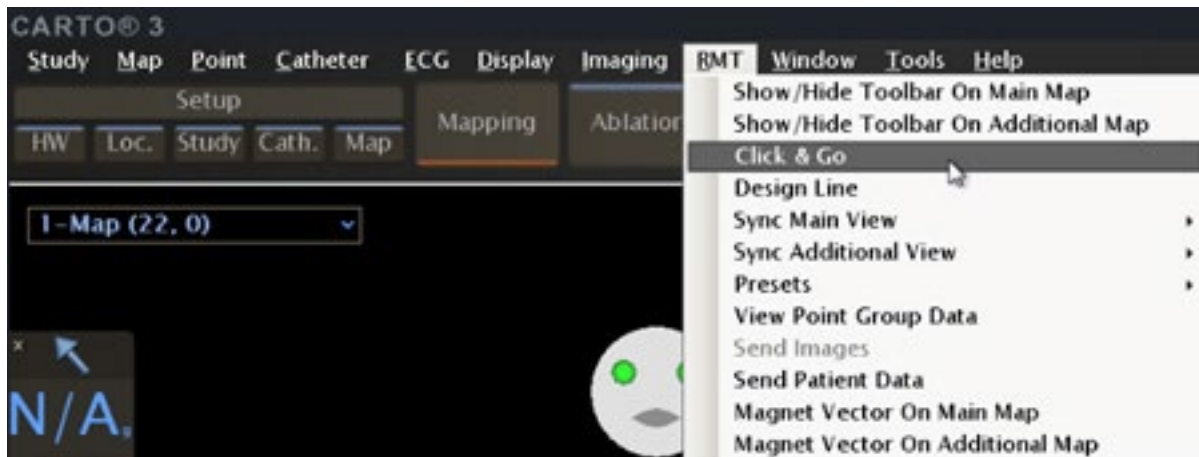 CARTO® 3
Study Map Point Catheter ECG Display Imaging RMT Window Tools Help
Setup
HW Loc. Study Cath. Map
Mapping
Ablation
Show/Hide Toolbar On Main Map
Show/Hide Toolbar On Additional Map
Click & Go
Design Line
Sync Main View
Sync Additional View
Presets
View Point Group Data
Send Images
Send Patient Data
Magnet Vector On Main Map
Magnet Vector On Additional Map
1-Map (22, 0)
x
N/A.